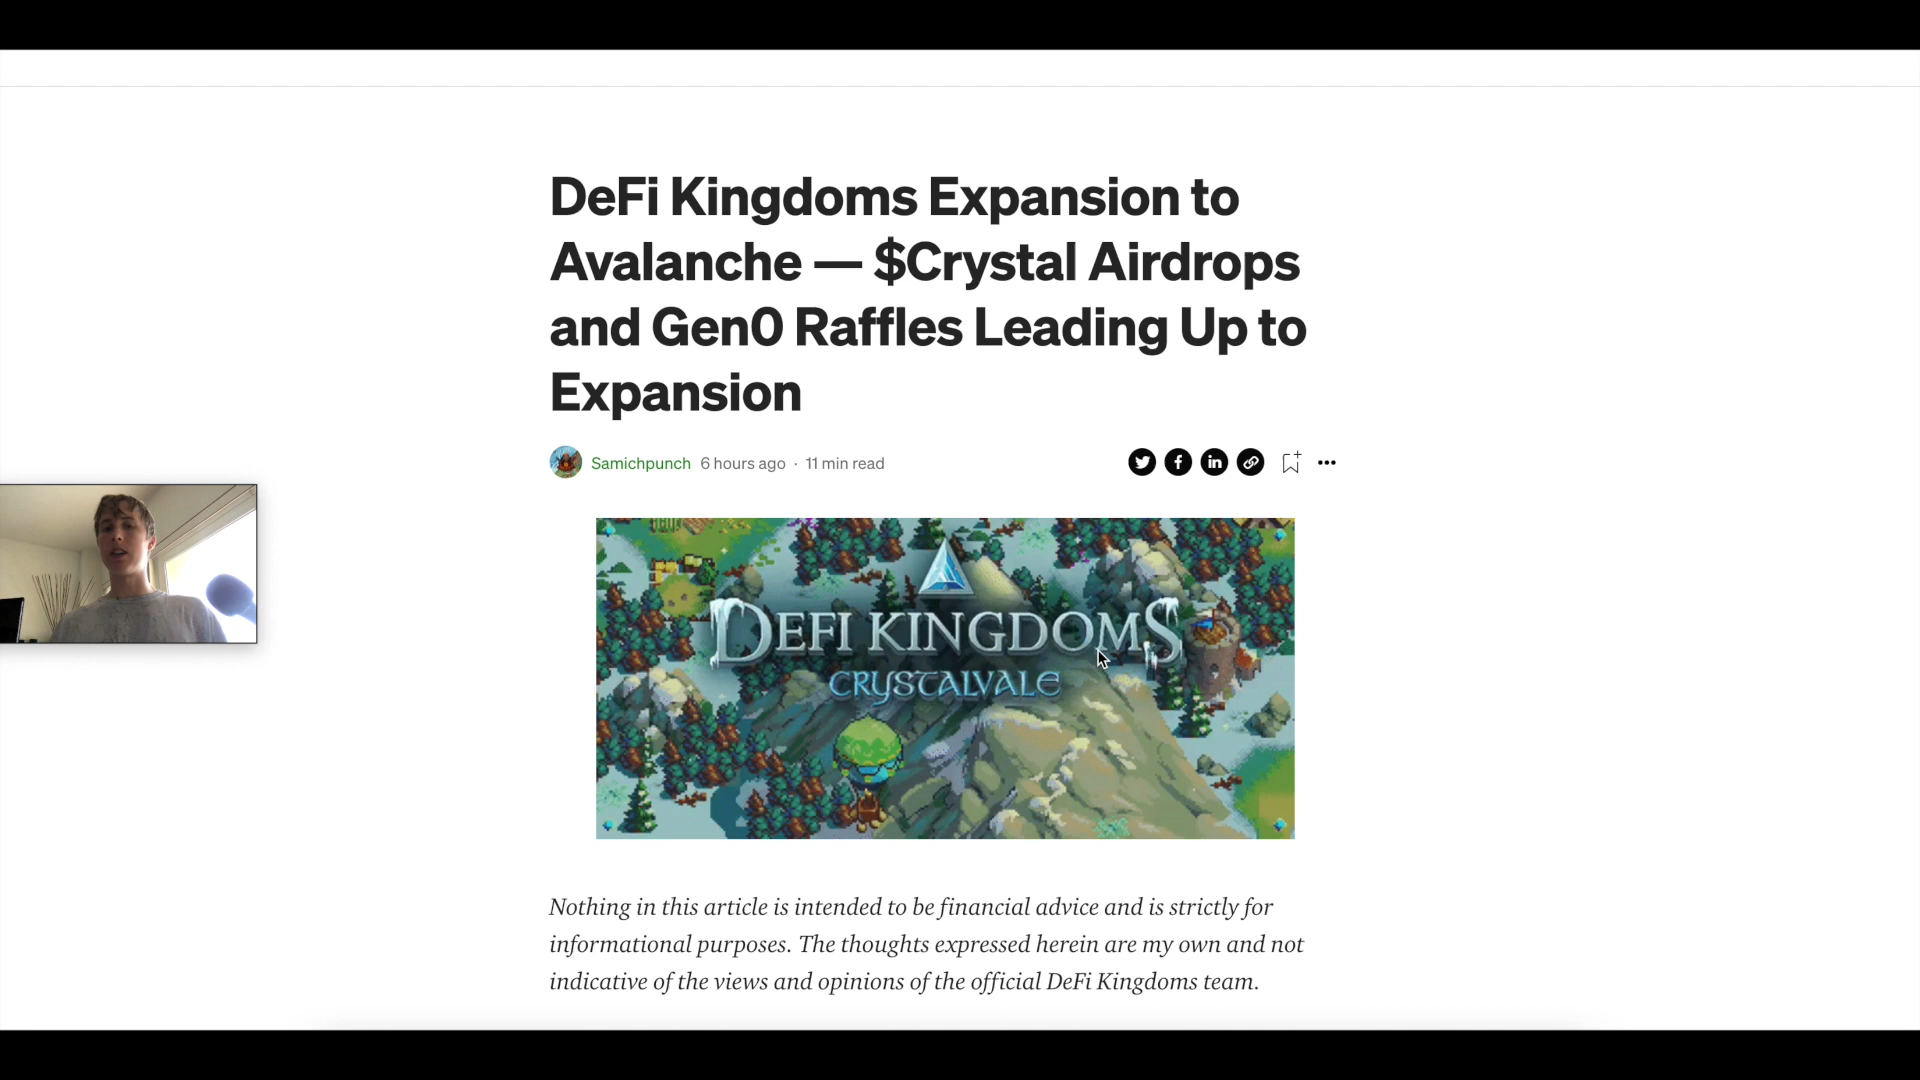 DeFi Kingdoms Expansion to
Avalanche — $Crystal Airdrops
and Gen0 Raffles Leading Up to
Expansion
Samichpunch 6 hours ago · 11 min read
DEFI KINGDOMS
CRYSTALVALE
Nothing in this article is intended to be financial advice and is strictly for
informational purposes. The thoughts expressed herein are my own and not
indicative of the views and opinions of the official DeFi Kingdoms team.